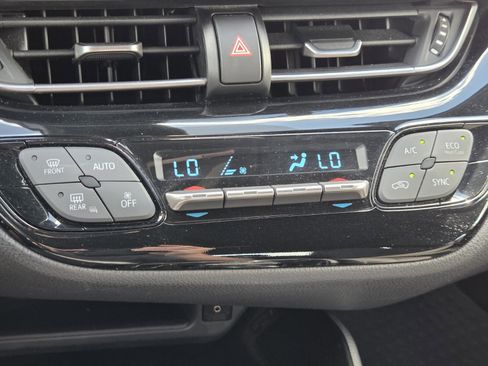 FRONT AUTO
REAR OFF
LO LO
A/C ECO
SYNC